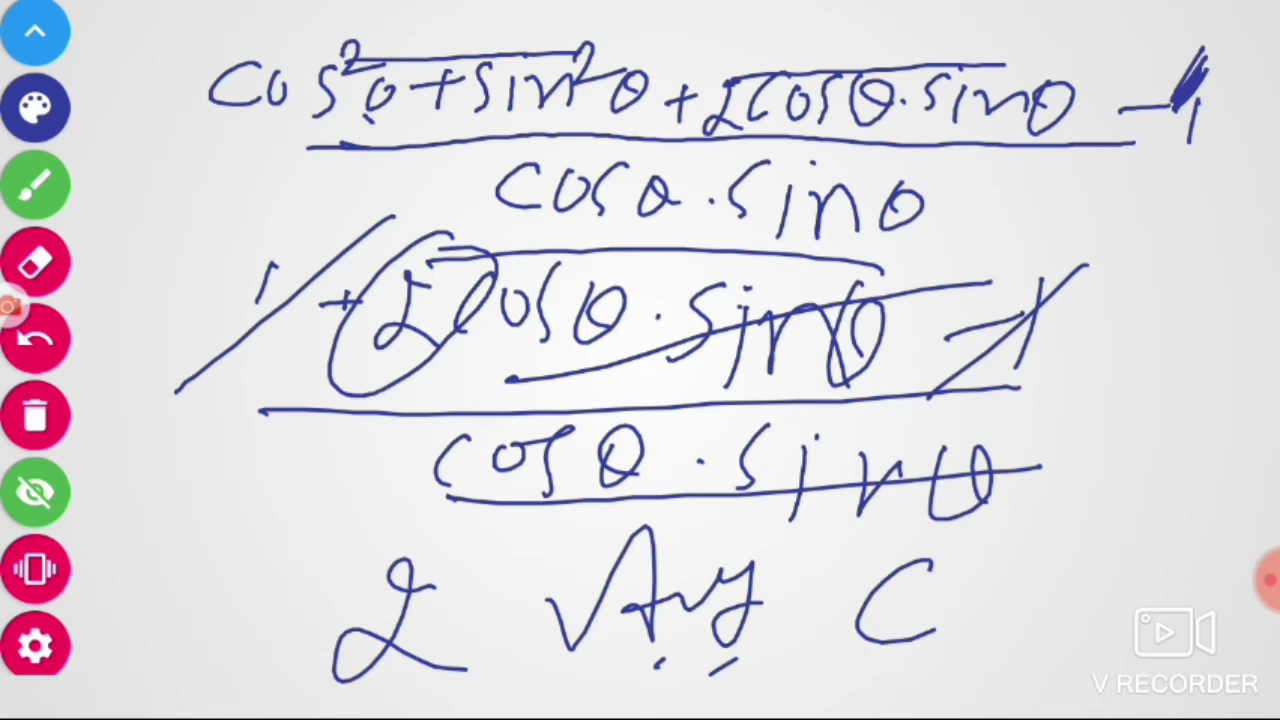 cos²θ+sin²θ+2cosθ.sinθ-1
cosθ.sinθ
1+2cosθ.sinθ-1
cosθ.sinθ
2 Ans C
V RECORDER